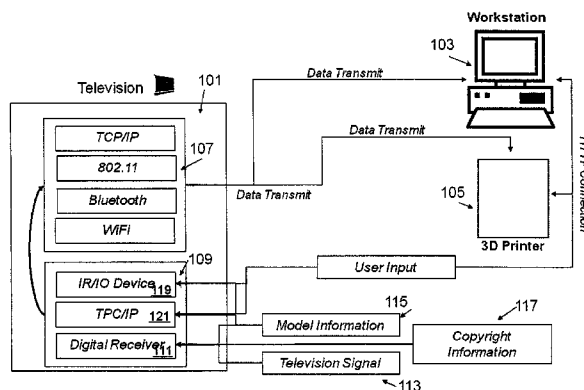 Workstation
103
Television
101
Data Transmit
TCP/IP
107
802.11
Data Transmit
Data Transmit
Bluetooth
WiFi
105
3D Printer
109
User Input
IR/IO Device 119
115
117
TPC/IP 121
Model Information
Copyright
Information
Digital Receiver 111
Television Signal
113